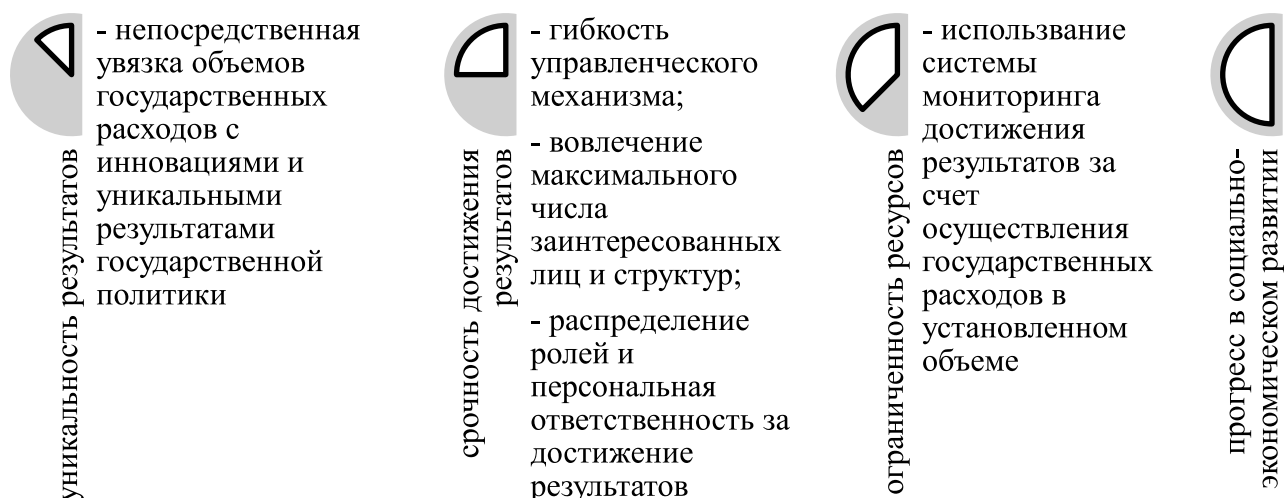 уникальность результатов
- непосредственная
увязка объемов
государственных
расходов с
инновациями и
уникальными
результатами
государственной
политики
срочность достижения
результатов
- гибкость
управленческого
механизма;
- вовлечение
максимального
числа
заинтересованных
лиц и структур;
- распределение
ролей и
персональная
ответственность за
достижение
результатов
ограниченность ресурсов
- использвание
системы
мониторинга
достижения
результатов за
счет
осуществления
государственных
расходов в
установленном
объеме
прогресс в социально-
экономическом развитии